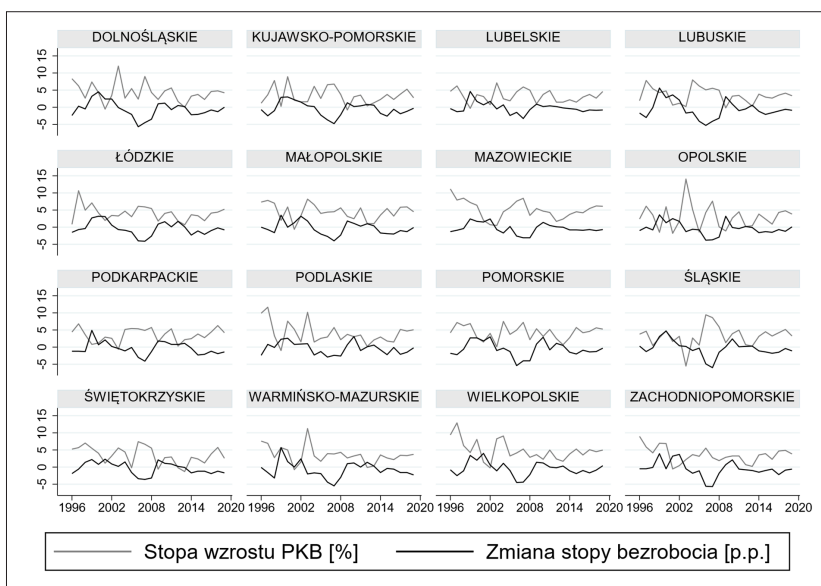 DOLNOŚLĄSKIE KUJAWSKO-POMORSKIE LUBELSKIE LUBUSKIE
-5 0 5 10 15
ŁÓDZKIE MAŁOPOLSKIE MAZOWIECKIE OPOLSKIE
-5 0 5 10 15
PODKARPACKIE PODLASKIE POMORSKIE ŚLĄSKIE
-5 0 5 10 15
ŚWIĘTOKRZYSKIE WARMIŃSKO-MAZURSKIE WIELKOPOLSKIE ZACHODNIOPOMORSKIE
-5 0 5 10 15
1996 2002 2008 2014 2020 1996 2002 2008 2014 2020 1996 2002 2008 2014 2020 1996 2002 2008 2014 2020
Stopa wzrostu PKB [%] Zmiana stopy bezrobocia [p.p.]